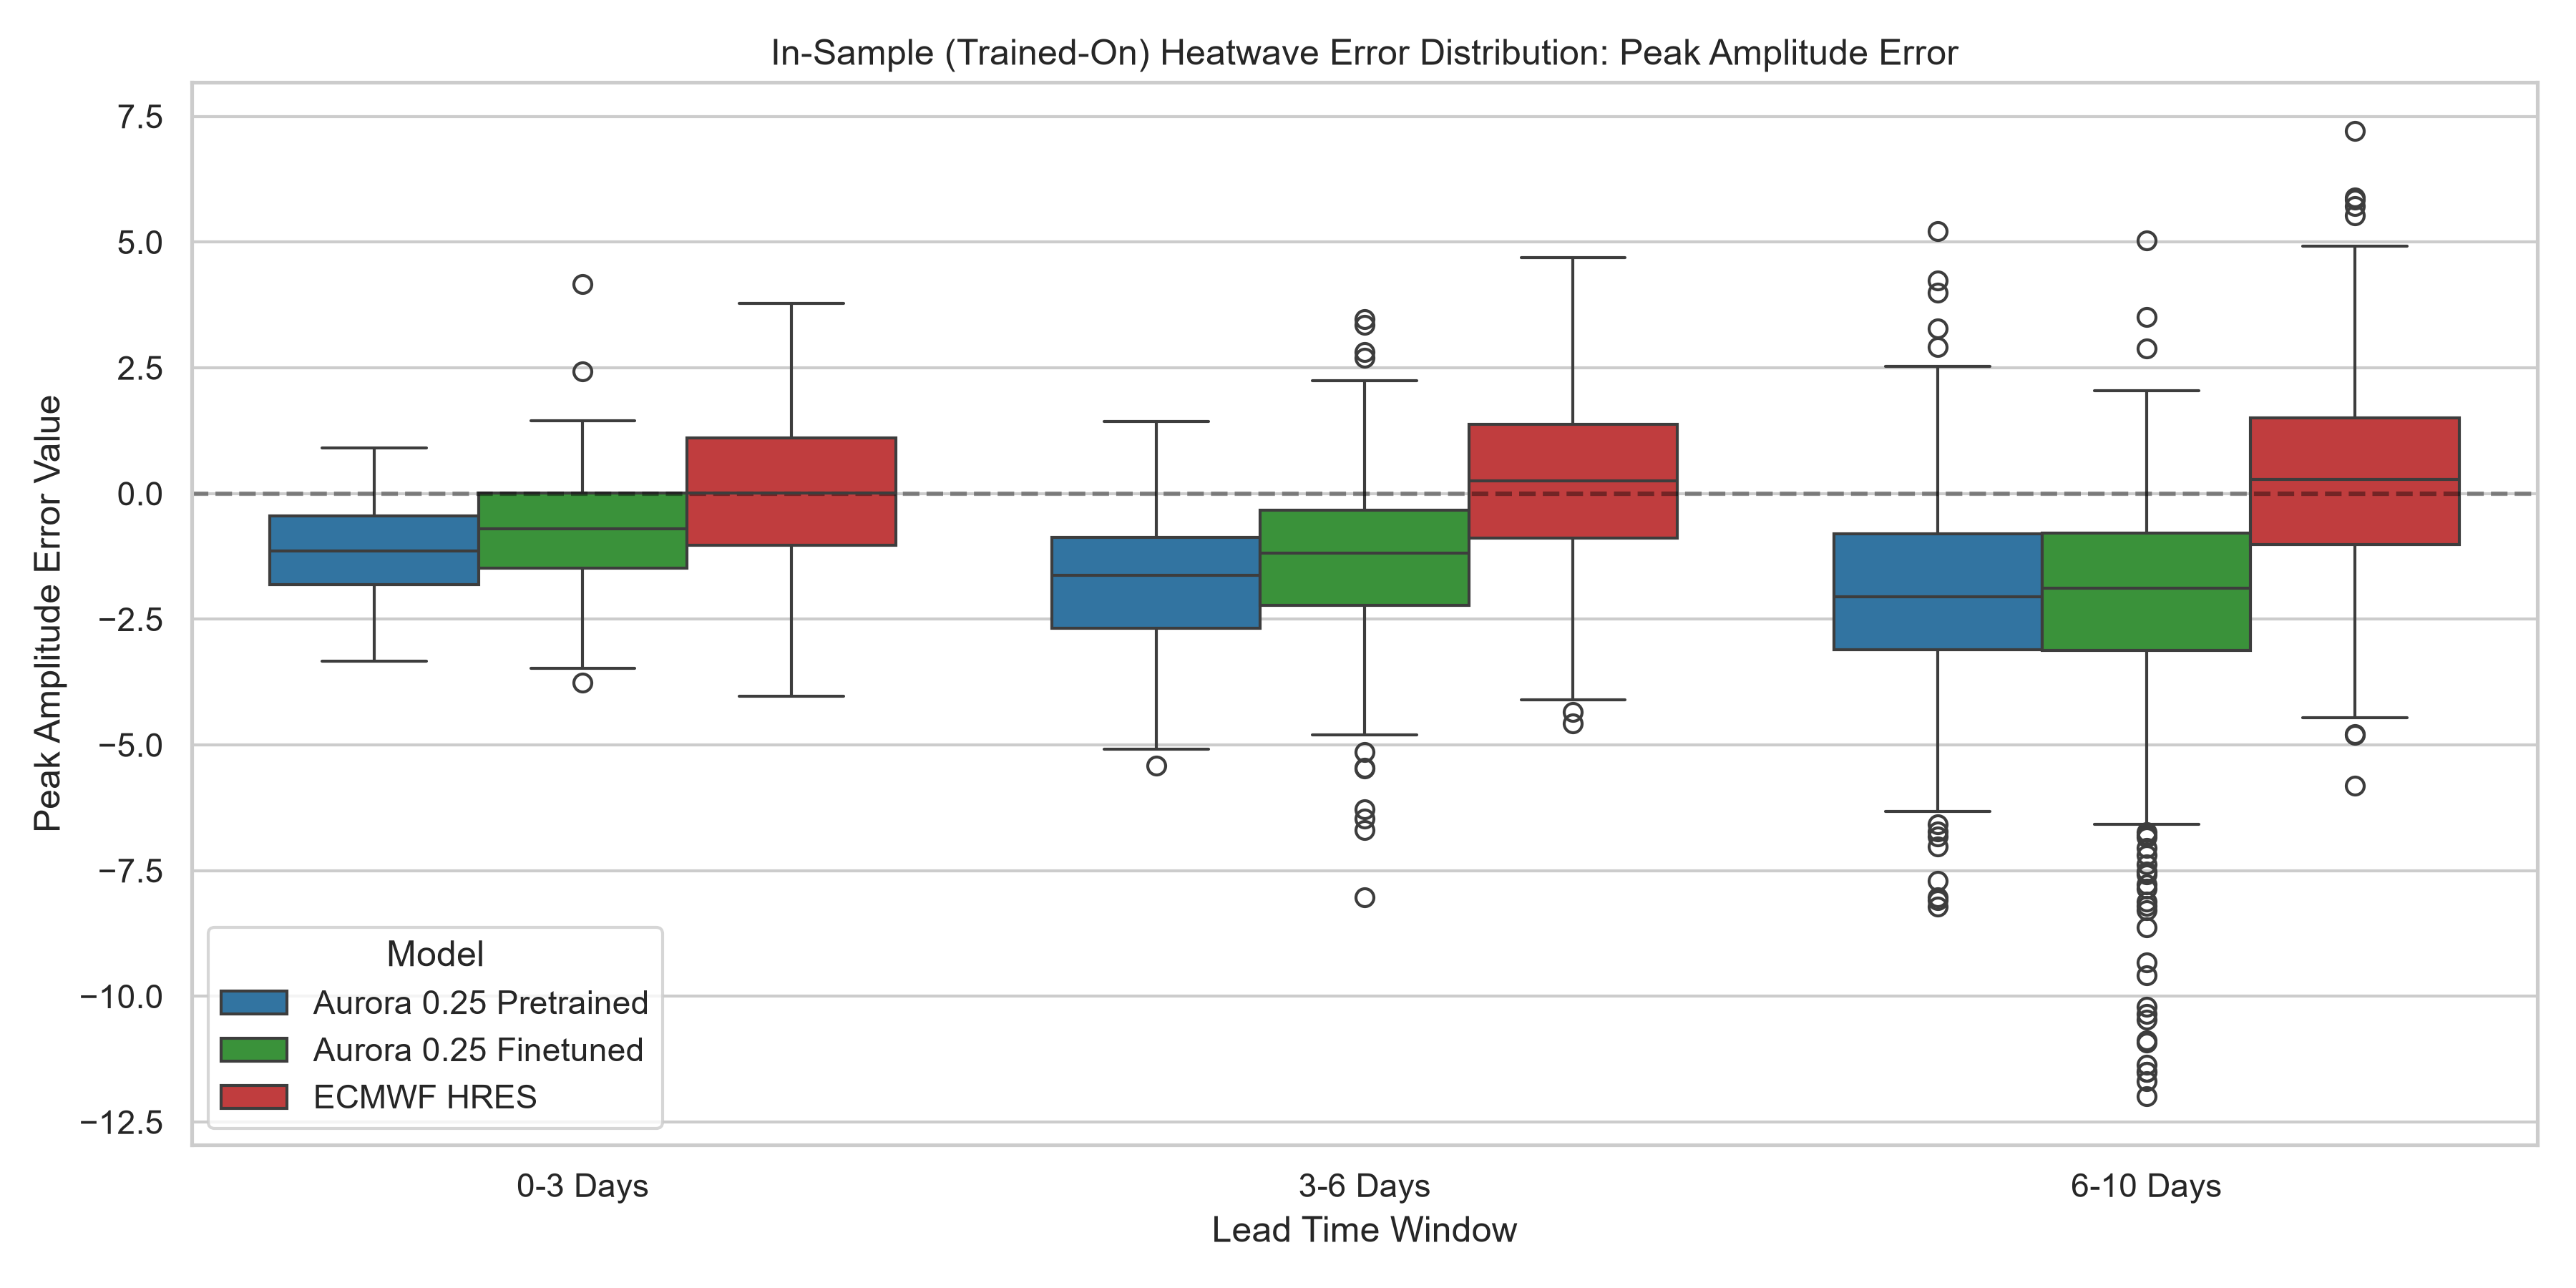 In-Sample (Trained-On) Heatwave Error Distribution: Peak Amplitude Error
Peak Amplitude Error Value
7.5
5.0
2.5
0.0
−2.5
−5.0
−7.5
−10.0
−12.5
Model
Aurora 0.25 Pretrained
Aurora 0.25 Finetuned
ECMWF HRES
0-3 Days
3-6 Days
6-10 Days
Lead Time Window